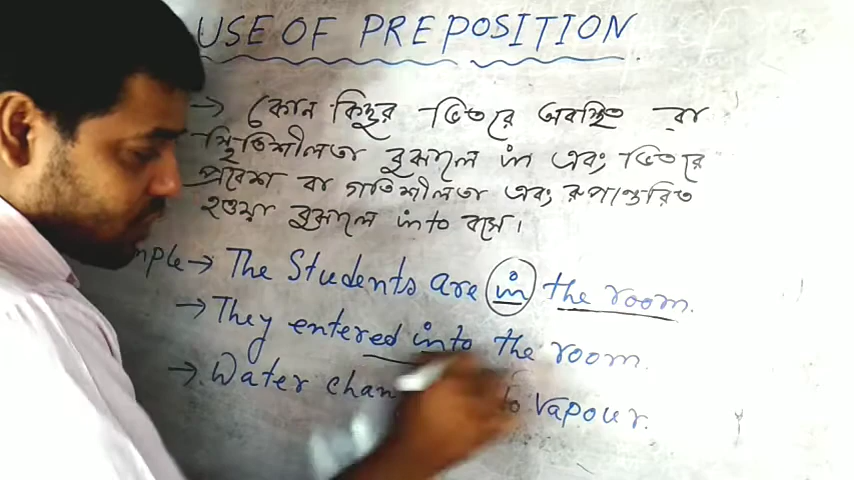 USE OF PREPOSITION
→ কোন কিছুর ভিতরে অবস্থিত বা
স্থিতিশীলতা বুঝালে in এবং ভিতরে
প্রবেশ বা গতিশীলতা এবং রুপান্তরিত
হওয়া বুঝালে into বসে।
mple → The Students are in the room.
→ They entered into the room.
→ Water chan to vapour.